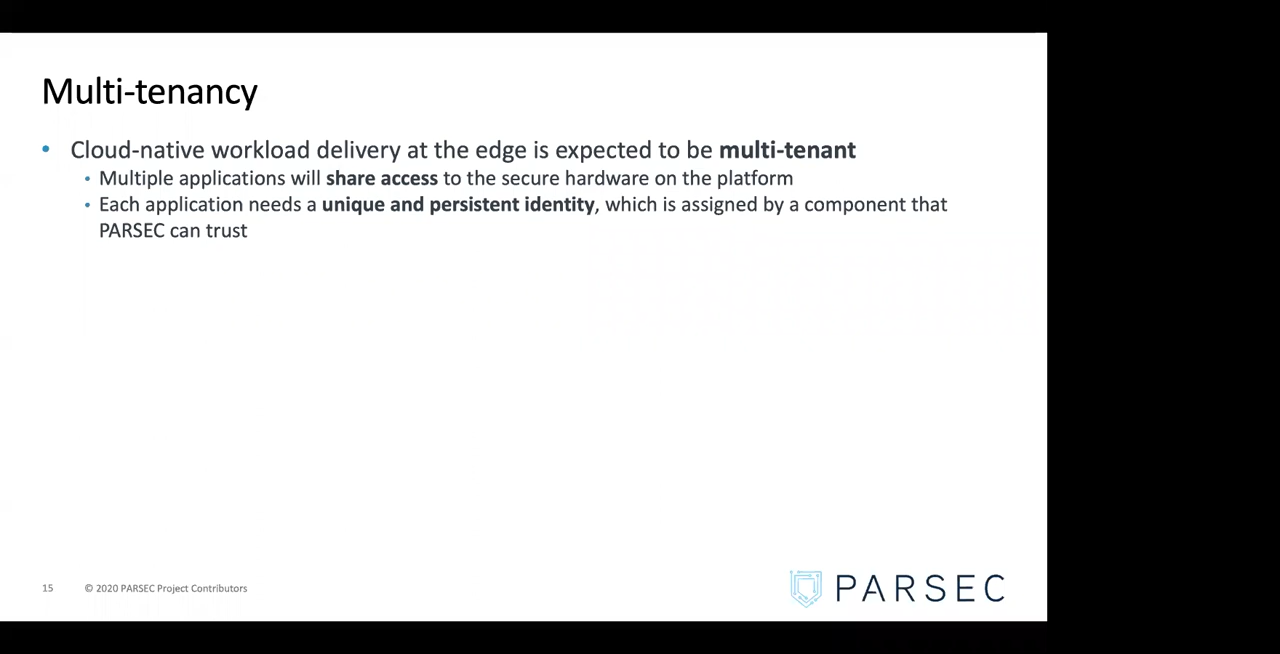 Multi-tenancy
• Cloud-native workload delivery at the edge is expected to be multi-tenant
• Multiple applications will share access to the secure hardware on the platform
• Each application needs a unique and persistent identity, which is assigned by a component that
PARSEC can trust
15 © 2020 PARSEC Project Contributors
PARSEC